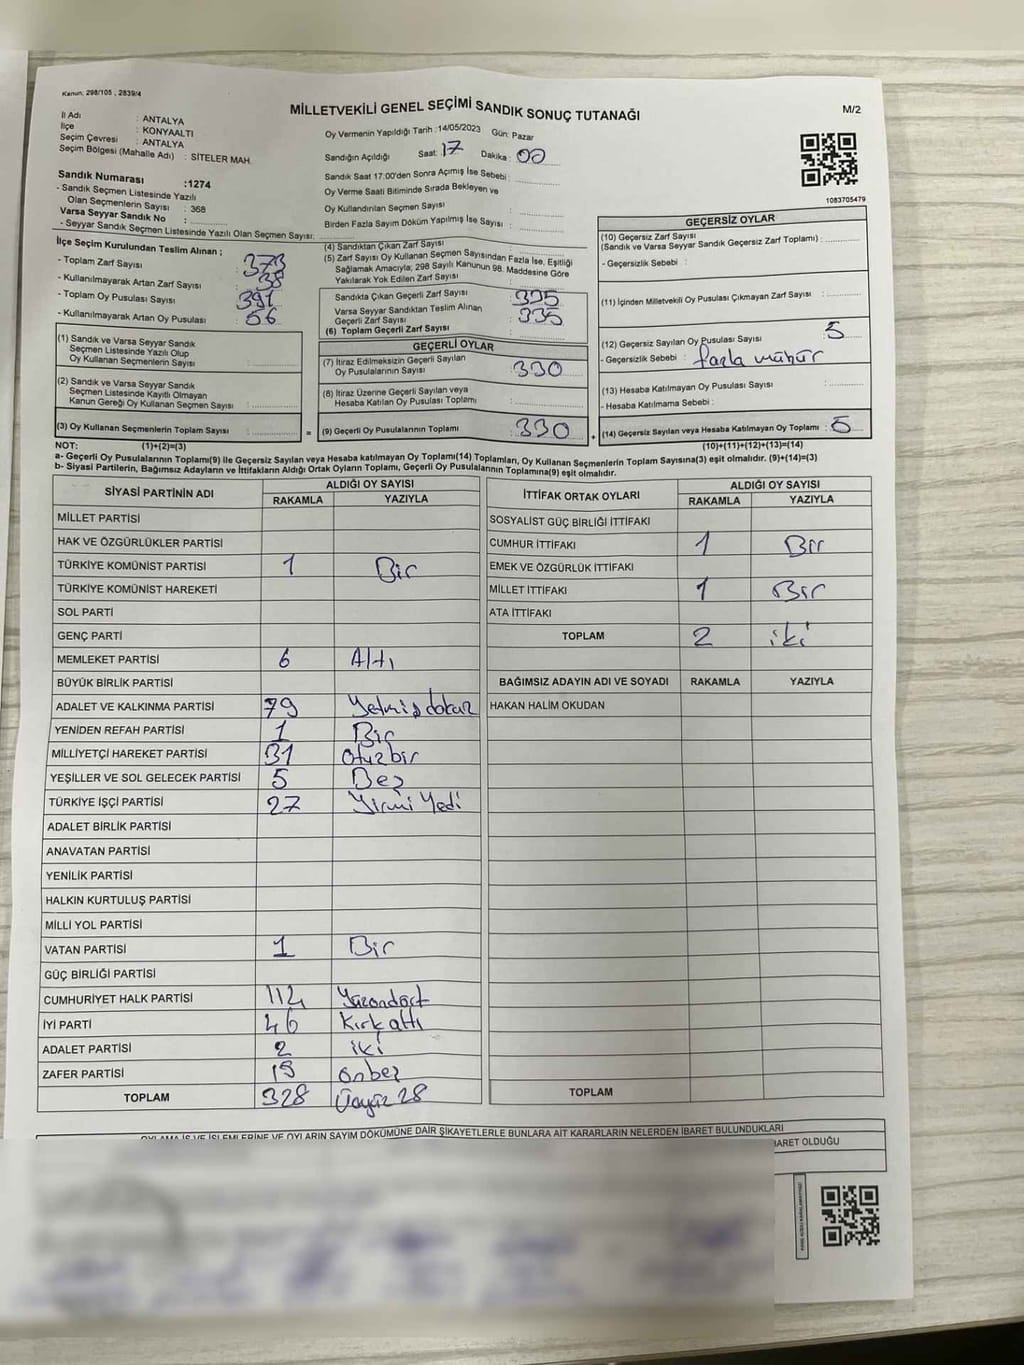 Kanun: 298/105 , 2839/4
MİLLETVEKİLİ GENEL SEÇİMİ SANDIK SONUÇ TUTANAĞI
M/2
İl Adı : ANTALYA
İlçe : KONYAALTI
Seçim Çevresi : ANTALYA
Seçim Bölgesi (Mahalle Adı) : SİTELER MAH.
Sandık Numarası :1274
- Sandık Seçmen Listesinde Yazılı
Olan Seçmenlerin Sayısı : 368
Varsa Seyyar Sandık No :
- Seyyar Sandık Seçmen Listesinde Yazılı Olan Seçmen Sayısı:
Oy Vermenin Yapıldığı Tarih :14/05/2023 Gün: Pazar
Sandığın Açıldığı Saat: 17 Dakika : 00
Sandık Saat 17.00'den Sonra Açımış İse Sebebi :
Oy Verme Saati Bitiminde Sırada Bekleyen ve
Oy Kullandırılan Seçmen Sayısı :
Birden Fazla Sayım Döküm Yapılmış İse Sayısı :
1083705479
İlçe Seçim Kurulundan Teslim Alınan ;
- Toplam Zarf Sayısı : 373
- Kullanılmayarak Artan Zarf Sayısı : 38
- Toplam Oy Pusulası Sayısı : 391
- Kullanılmayarak Artan Oy Pusulası : 56
(4) Sandıktan Çıkan Zarf Sayısı :
(5) Zarf Sayısı Oy Kullanan Seçmen Sayısından Fazla İse, Eşitliği
Sağlamak Amacıyla; 298 Sayılı Kanunun 98. Maddesine Göre
Yakılarak Yok Edilen Zarf Sayısı :
Sandıkta Çıkan Geçerli Zarf Sayısı : 335
Varsa Seyyar Sandıktan Teslim Alınan
Geçerli Zarf Sayısı : 335
(6) Toplam Geçerli Zarf Sayısı :
GEÇERSİZ OYLAR
(10) Geçersiz Zarf Sayısı
(Sandık ve Varsa Seyyar Sandık Geçersiz Zarf Toplamı) :
- Geçersizlik Sebebi :
(11) İçinden Milletvekili Oy Pusulası Çıkmayan Zarf Sayısı :
(12) Geçersiz Sayılan Oy Pusulası Sayısı : 5
- Geçersizlik Sebebi : fazla mühür
(13) Hesaba Katılmayan Oy Pusulası Sayısı :
- Hesaba Katılmama Sebebi :
(14) Geçersiz Sayılan veya Hesaba Katılmayan Oy Toplamı : 5
(10)+(11)+(12)+(13)=(14)
(1) Sandık ve Varsa Seyyar Sandık
Seçmen Listesinde Yazılı Olup
Oy Kullanan Seçmenlerin Sayısı :
(2) Sandık ve Varsa Seyyar Sandık
Seçmen Listesinde Kayıtlı Olmayan
Kanun Gereği Oy Kullanan Seçmen Sayısı :
(3) Oy Kullanan Seçmenlerin Toplam Sayısı :
=
GEÇERLİ OYLAR
(7) İtiraz Edilmeksizin Geçerli Sayılan
Oy Pusulalarının Sayısı : 330
(8) İtiraz Üzerine Geçerli Sayılan veya
Hesaba Katılan Oy Pusulası Toplamı :
(9) Geçerli Oy Pusulalarının Toplamı : 330
+
NOT: (1)+(2)=(3)
a- Geçerli Oy Pusulalarının Toplamı(9) ile Geçersiz Sayılan veya Hesaba katılmayan Oy Toplamı(14) Toplamları, Oy Kullanan Seçmenlerin Toplam Sayısına(3) eşit olmalıdır. (9)+(14)=(3)
b- Siyasi Partilerin, Bağımsız Adayların ve İttifakların Aldığı Ortak Oyların Toplamı, Geçerli Oy Pusulalarının Toplamına(9) eşit olmalıdır.
SİYASİ PARTİNİN ADI ALDIĞI OY SAYISI
RAKAMLA YAZIYLA
MİLLET PARTİSİ
HAK VE ÖZGÜRLÜKLER PARTİSİ
TÜRKİYE KOMÜNİST PARTİSİ 1 Bir
TÜRKİYE KOMÜNİST HAREKETİ
SOL PARTİ
GENÇ PARTİ
MEMLEKET PARTİSİ 6 Altı
BÜYÜK BİRLİK PARTİSİ
ADALET VE KALKINMA PARTİSİ 79 Yetmiş dokuz
YENİDEN REFAH PARTİSİ 1 Bir
MİLLİYETÇİ HAREKET PARTİSİ 31 Otuzbir
YEŞİLLER VE SOL GELECEK PARTİSİ 5 Beş
TÜRKİYE İŞÇİ PARTİSİ 27 Yirmi Yedi
ADALET BİRLİK PARTİSİ
ANAVATAN PARTİSİ
YENİLİK PARTİSİ
HALKIN KURTULUŞ PARTİSİ
MİLLİ YOL PARTİSİ
VATAN PARTİSİ 1 Bir
GÜÇ BİRLİĞİ PARTİSİ
CUMHURİYET HALK PARTİSİ 114 Yüzondört
İYİ PARTİ 46 Kırkaltı
ADALET PARTİSİ 2 iki
ZAFER PARTİSİ 15 onbeş
TOPLAM 328 Üçyüz 28
İTTİFAK ORTAK OYLARI ALDIĞI OY SAYISI
RAKAMLA YAZIYLA
SOSYALİST GÜÇ BİRLİĞİ İTTİFAKI
CUMHUR İTTİFAKI 1 Bir
EMEK VE ÖZGÜRLÜK İTTİFAKI
MİLLET İTTİFAKI 1 Bir
ATA İTTİFAKI
TOPLAM 2 iki
BAĞIMSIZ ADAYIN ADI VE SOYADI RAKAMLA YAZIYLA
HAKAN HALİM OKUDAN
TOPLAM
OYLAMA İŞ VE İŞLEMLERİNE VE OYLARIN SAYIM DÖKÜMÜNE DAİR ŞİKAYETLERLE BUNLARA AİT KARARLARIN NELERDEN İBARET BULUNDUKLARI
BARET OLDUĞU